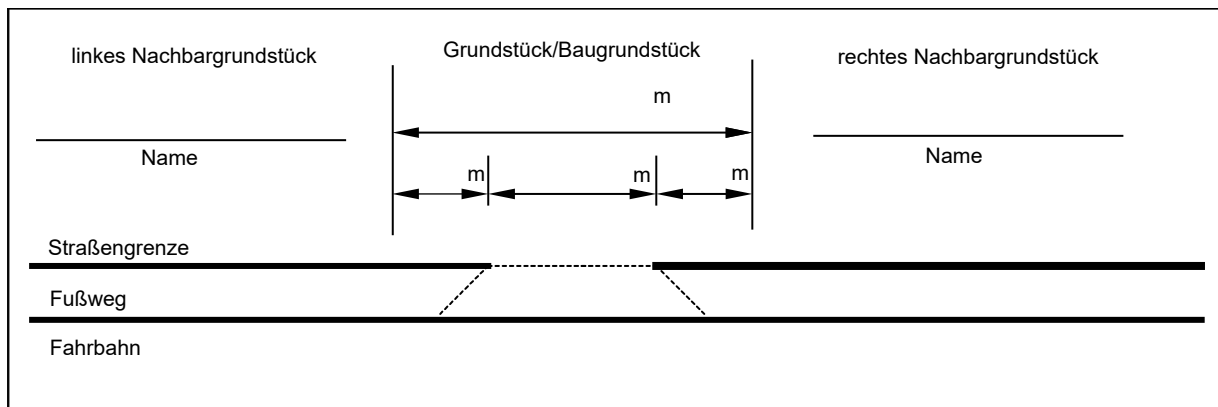 linkes Nachbargrundstück
Grundstück/Baugrundstück
rechtes Nachbargrundstück
m
Name
Name
m
m
m
Straßengrenze
Fußweg
Fahrbahn